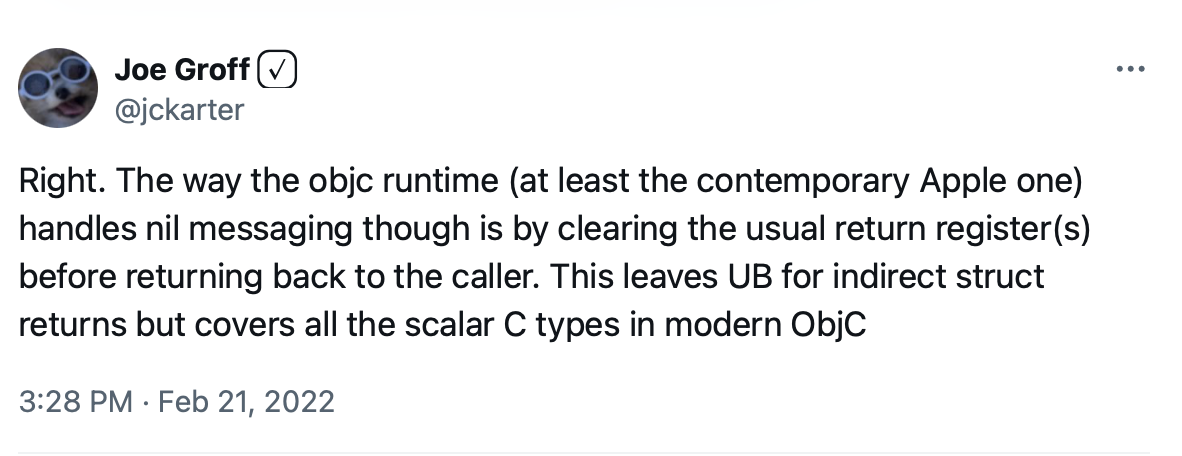 Joe Groff ✓
@jckarter
Right. The way the objc runtime (at least the contemporary Apple one)
handles nil messaging though is by clearing the usual return register(s)
before returning back to the caller. This leaves UB for indirect struct
returns but covers all the scalar C types in modern ObjC
3:28 PM · Feb 21, 2022